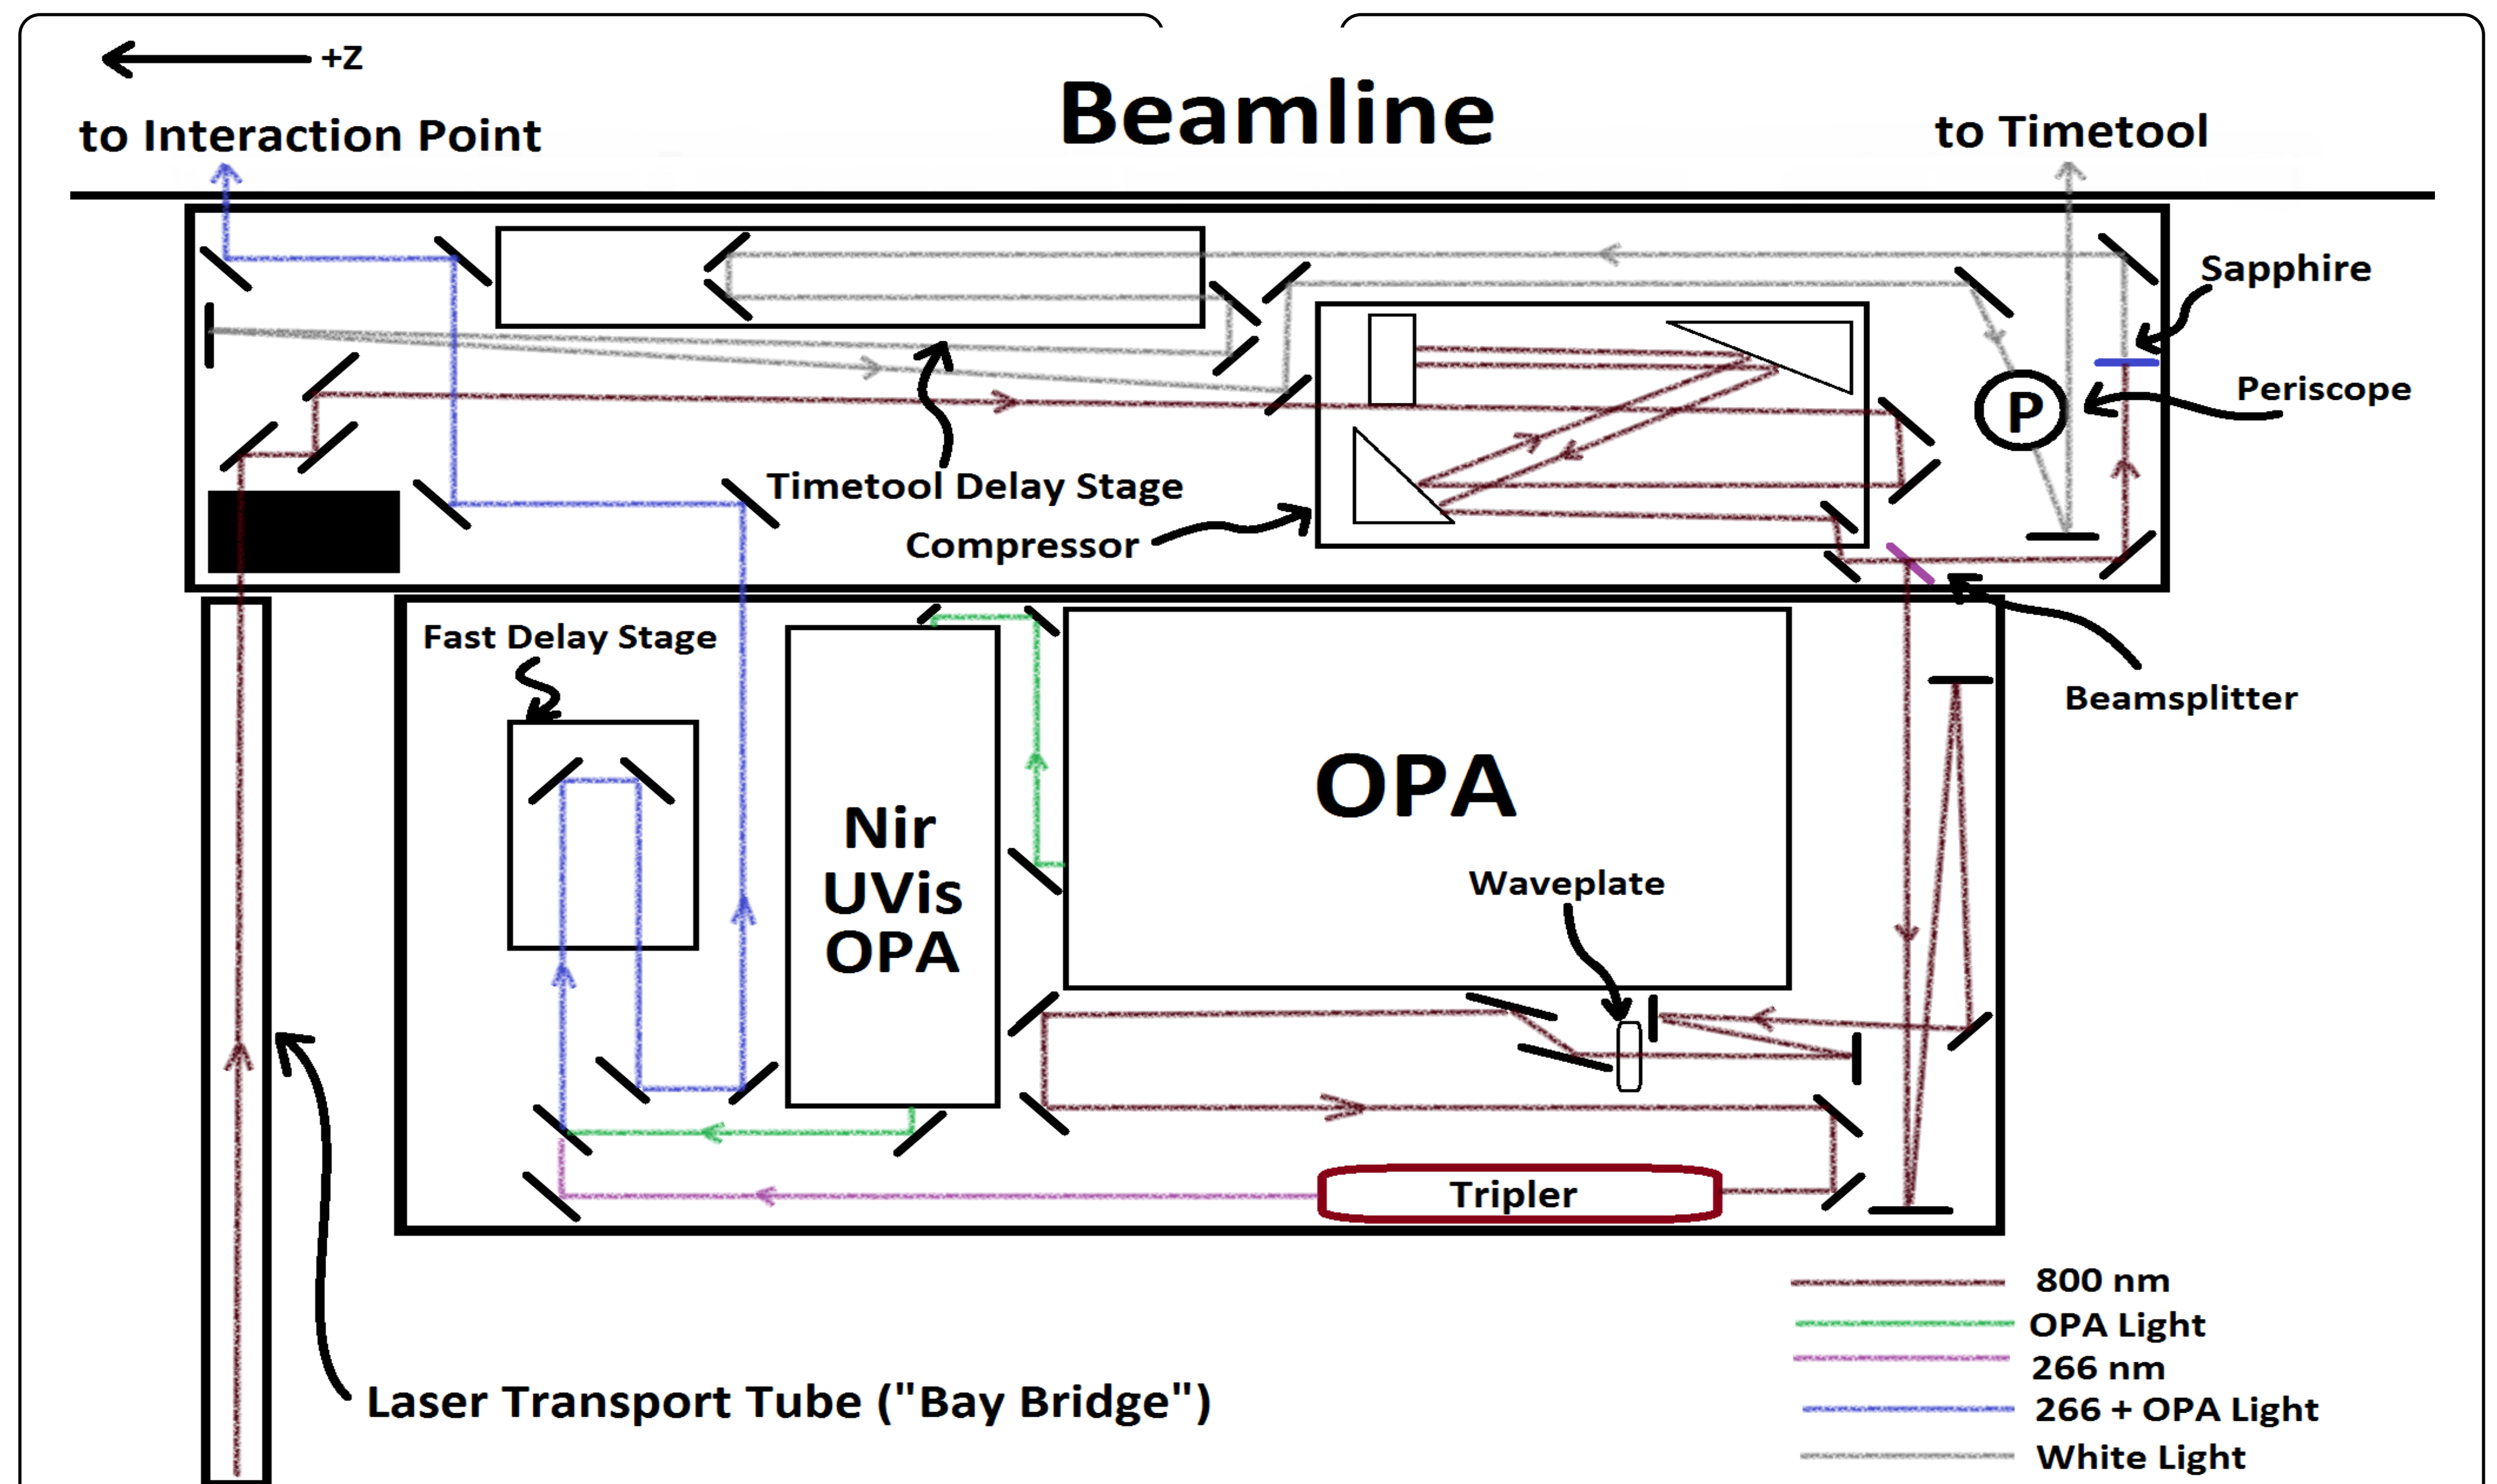 +Z
to Interaction Point
Beamline
to Timetool
Sapphire
Periscope
P
Timetool Delay Stage
Compressor
Fast Delay Stage
Beamsplitter
OPA
Nir
UVis
OPA
Waveplate
Tripler
800 nm
OPA Light
266 nm
266 + OPA Light
White Light
Laser Transport Tube ("Bay Bridge")